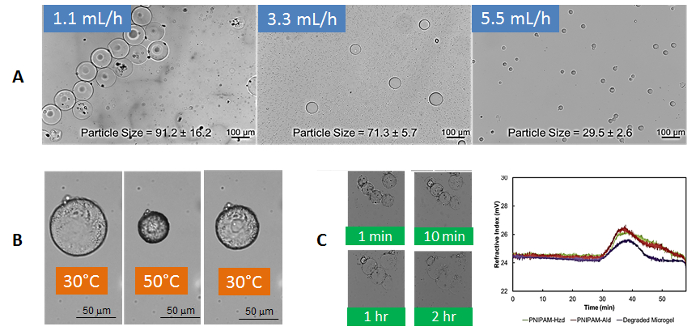 1.1 mL/h
3.3 mL/h
5.5 mL/h
A
Particle Size = 91.2 ± 16.2
100 µm
Particle Size = 71.3 ± 5.7
100 µm
Particle Size = 29.5 ± 2.6
100 µm
B
30°C
50°C
30°C
50 µm
50 µm
50 µm
C
1 min
10 min
1 hr
2 hr
Refractive Index (mV)
30
28
26
24
22
0
10
20
30
40
50
Time (min)
PNIPAM-Hzd
PNIPAM-Ald
Degraded Microgel